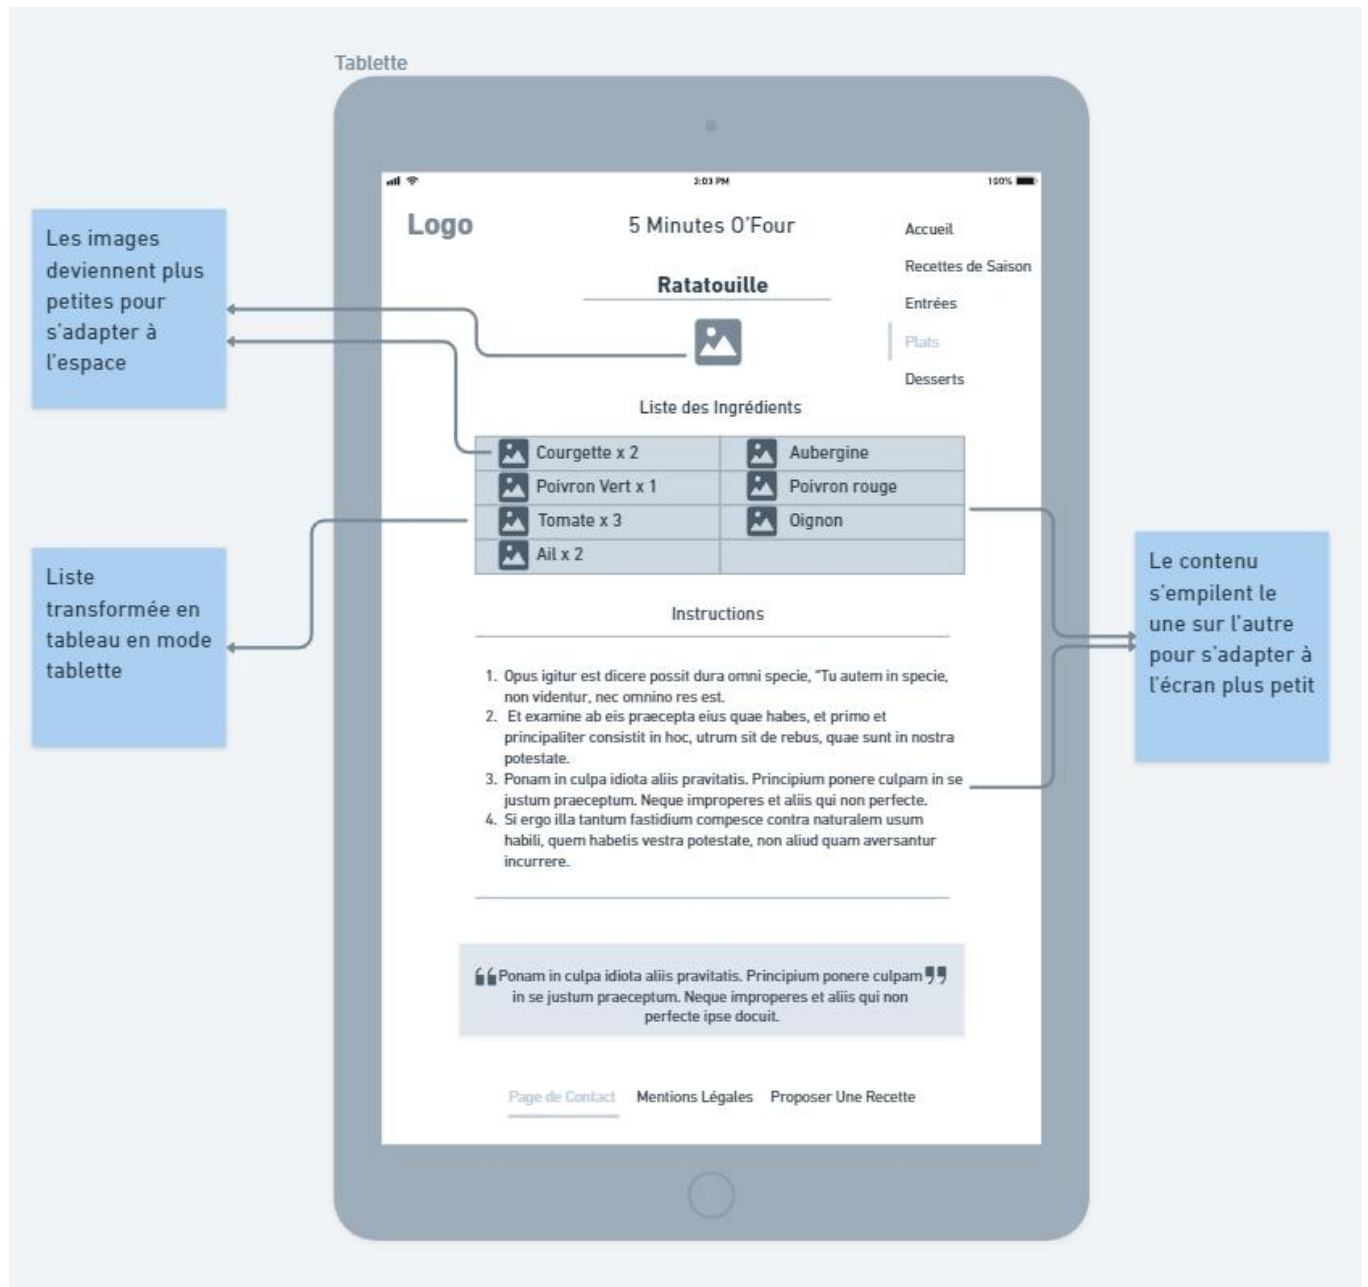 Tablette
3:03 PM
100%
Logo
5 Minutes O'Four
Accueil
Recettes de Saison
Entrées
Plats
Desserts
Ratatouille
Liste des Ingrédients
Courgette x 2
Aubergine
Poivron Vert x 1
Poivron rouge
Tomate x 3
Oignon
Ail x 2
Instructions
1. Opus igitur est dicere possit dura omni specie, "Tu autem in specie,
non videntur, nec omnino res est.
2. Et examine ab eis praecepta eius quae habes, et primo et
principaliter consistit in hoc, utrum sit de rebus, quae sunt in nostra
potestate.
3. Ponam in culpa idiota aliis pravitatis. Principium ponere culpam in se
justum praeceptum. Neque improperes et aliis qui non perfecte.
4. Si ergo illa tantum fastidium compesce contra naturalem usum
habili, quem habetis vestra potestate, non aliud quam aversantur
incurrere.
❝Ponam in culpa idiota aliis pravitatis. Principium ponere culpam❞
in se justum praeceptum. Neque improperes et aliis qui non
perfecte ipse docuit.
Page de Contact
Mentions Légales
Proposer Une Recette
Les images
deviennent plus
petites pour
s'adapter à
l'espace
Liste
transformée en
tableau en mode
tablette
Le contenu
s'empilent le
une sur l'autre
pour s'adapter à
l'écran plus petit